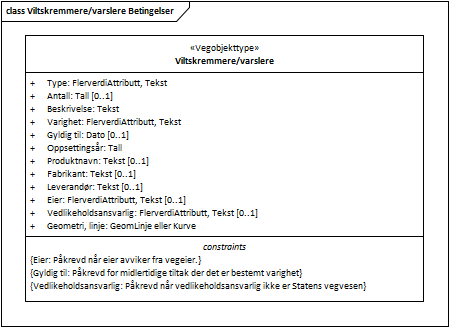 class Viltskremmere/varslere Betingelser
«Vegobjekttype»
Viltskremmere/varslere
+ Type: FlerverdiAttributt, Tekst
+ Antall: Tall [0..1]
+ Beskrivelse: Tekst
+ Varighet: FlerverdiAttributt, Tekst
+ Gyldig til: Dato [0..1]
+ Oppsettingsår: Tall
+ Produktnavn: Tekst [0..1]
+ Fabrikant: Tekst [0..1]
+ Leverandør: Tekst [0..1]
+ Eier: FlerverdiAttributt, Tekst [0..1]
+ Vedlikeholdsansvarlig: FlerverdiAttributt, Tekst [0..1]
+ Geometri, linje: GeomLinje eller Kurve
constraints
{Eier: Påkrevd når eier avviker fra vegeier.}
{Gyldig til: Påkrevd for midlertidige tiltak der det er bestemt varighet}
{Vedlikeholdsansvarlig: Påkrevd når vedlikeholdsansvarlig ikke er Statens vegvesen}